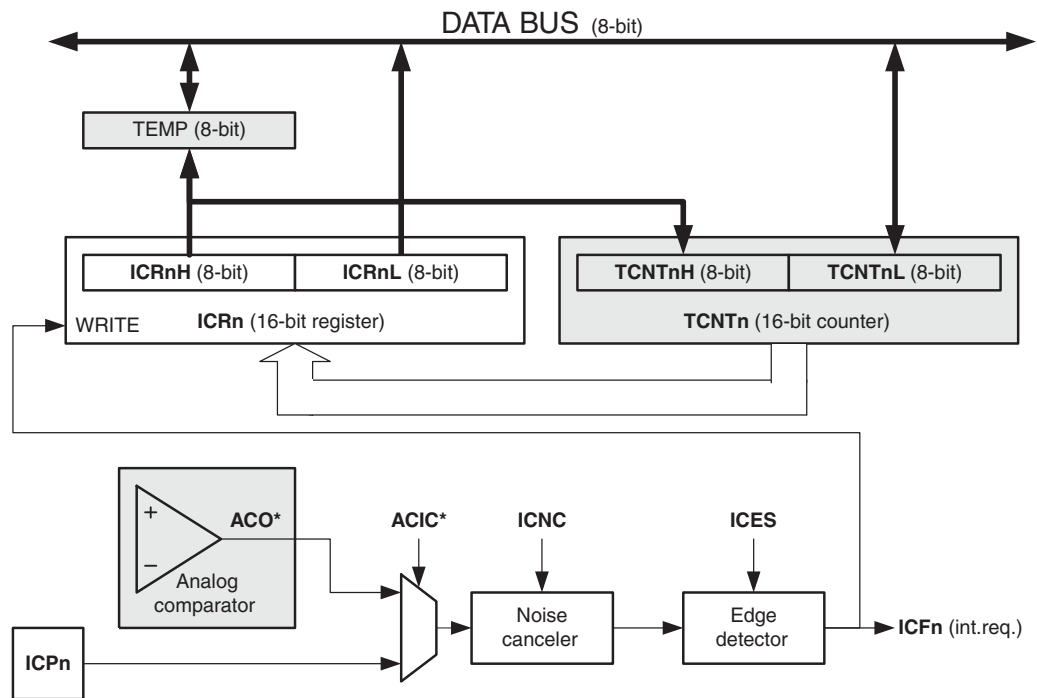 DATA BUS (8-bit)
TEMP (8-bit)
ICRnH (8-bit) ICRnL (8-bit) TCNTnH (8-bit) TCNTnL (8-bit)
WRITE ICRn (16-bit register) TCNTn (16-bit counter)
+ ACO* ACIC* ICNC ICES
−
Analog
comparator
Noise
canceler
Edge
detector
ICFn (int.req.)
ICPn